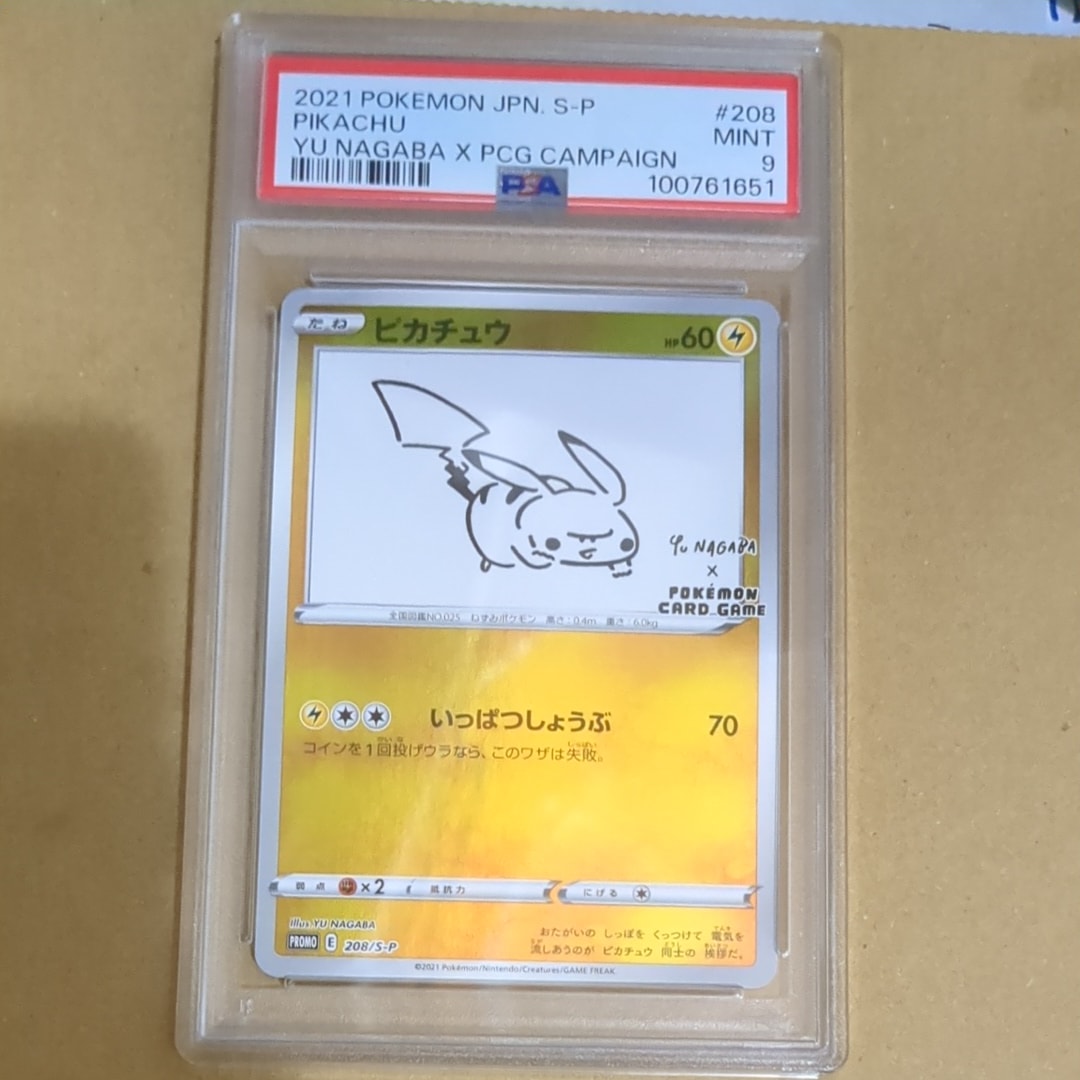 2021 POKEMON JPN. S-P
#208
PIKACHU
MINT
YU NAGABA X PCG CAMPAIGN
9
PSA
100761651
たね
ピカチュウ
HP60
Yu NAGABA
×
POKÉMON
CARD GAME
全国図鑑NO.025 ねずみポケモン 高さ:0.4m 重さ:6.0kg
いっぱつしょうぶ
70
コインを1回投げウラなら、このワザは失敗。
弱点
×2
抵抗力
にげる
Illus. YU NAGABA
PROMO E 208/S-P
おたがいの しっぽを くっつけて 電気を
流しあうのが ピカチュウ 同士の 挨拶だ。
©2021 Pokémon/Nintendo/Creatures/GAME FREAK.